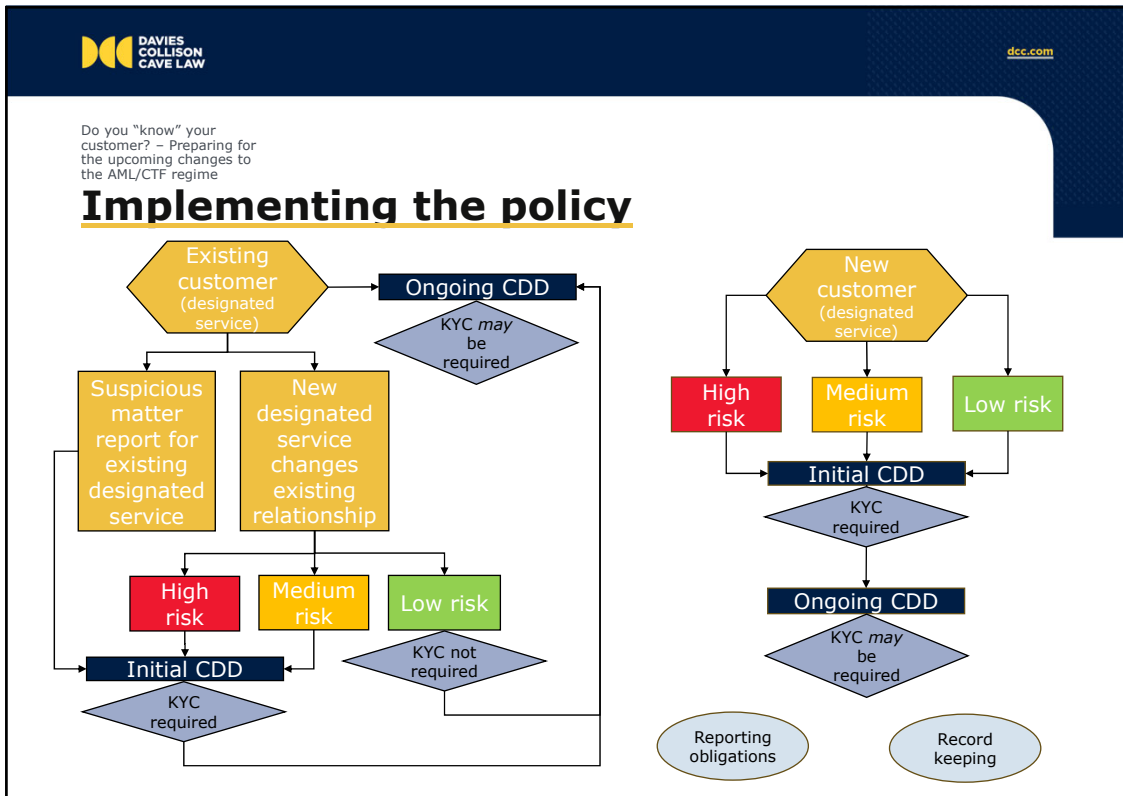 DAVIES
COLLISON
CAVE LAW
dcc.com
Do you “know” your
customer? – Preparing for
the upcoming changes to
the AML/CTF regime
Implementing the policy
Existing
customer
(designated
service)
Ongoing CDD
KYC may
be
required
Suspicious
matter
report for
existing
designated
service
New
designated
service
changes
existing
relationship
High
risk
Medium
risk
Low risk
KYC not
required
Initial CDD
KYC
required
New
customer
(designated
service)
High
risk
Medium
risk
Low risk
Initial CDD
KYC
required
Ongoing CDD
KYC may
be
required
Reporting
obligations
Record
keeping